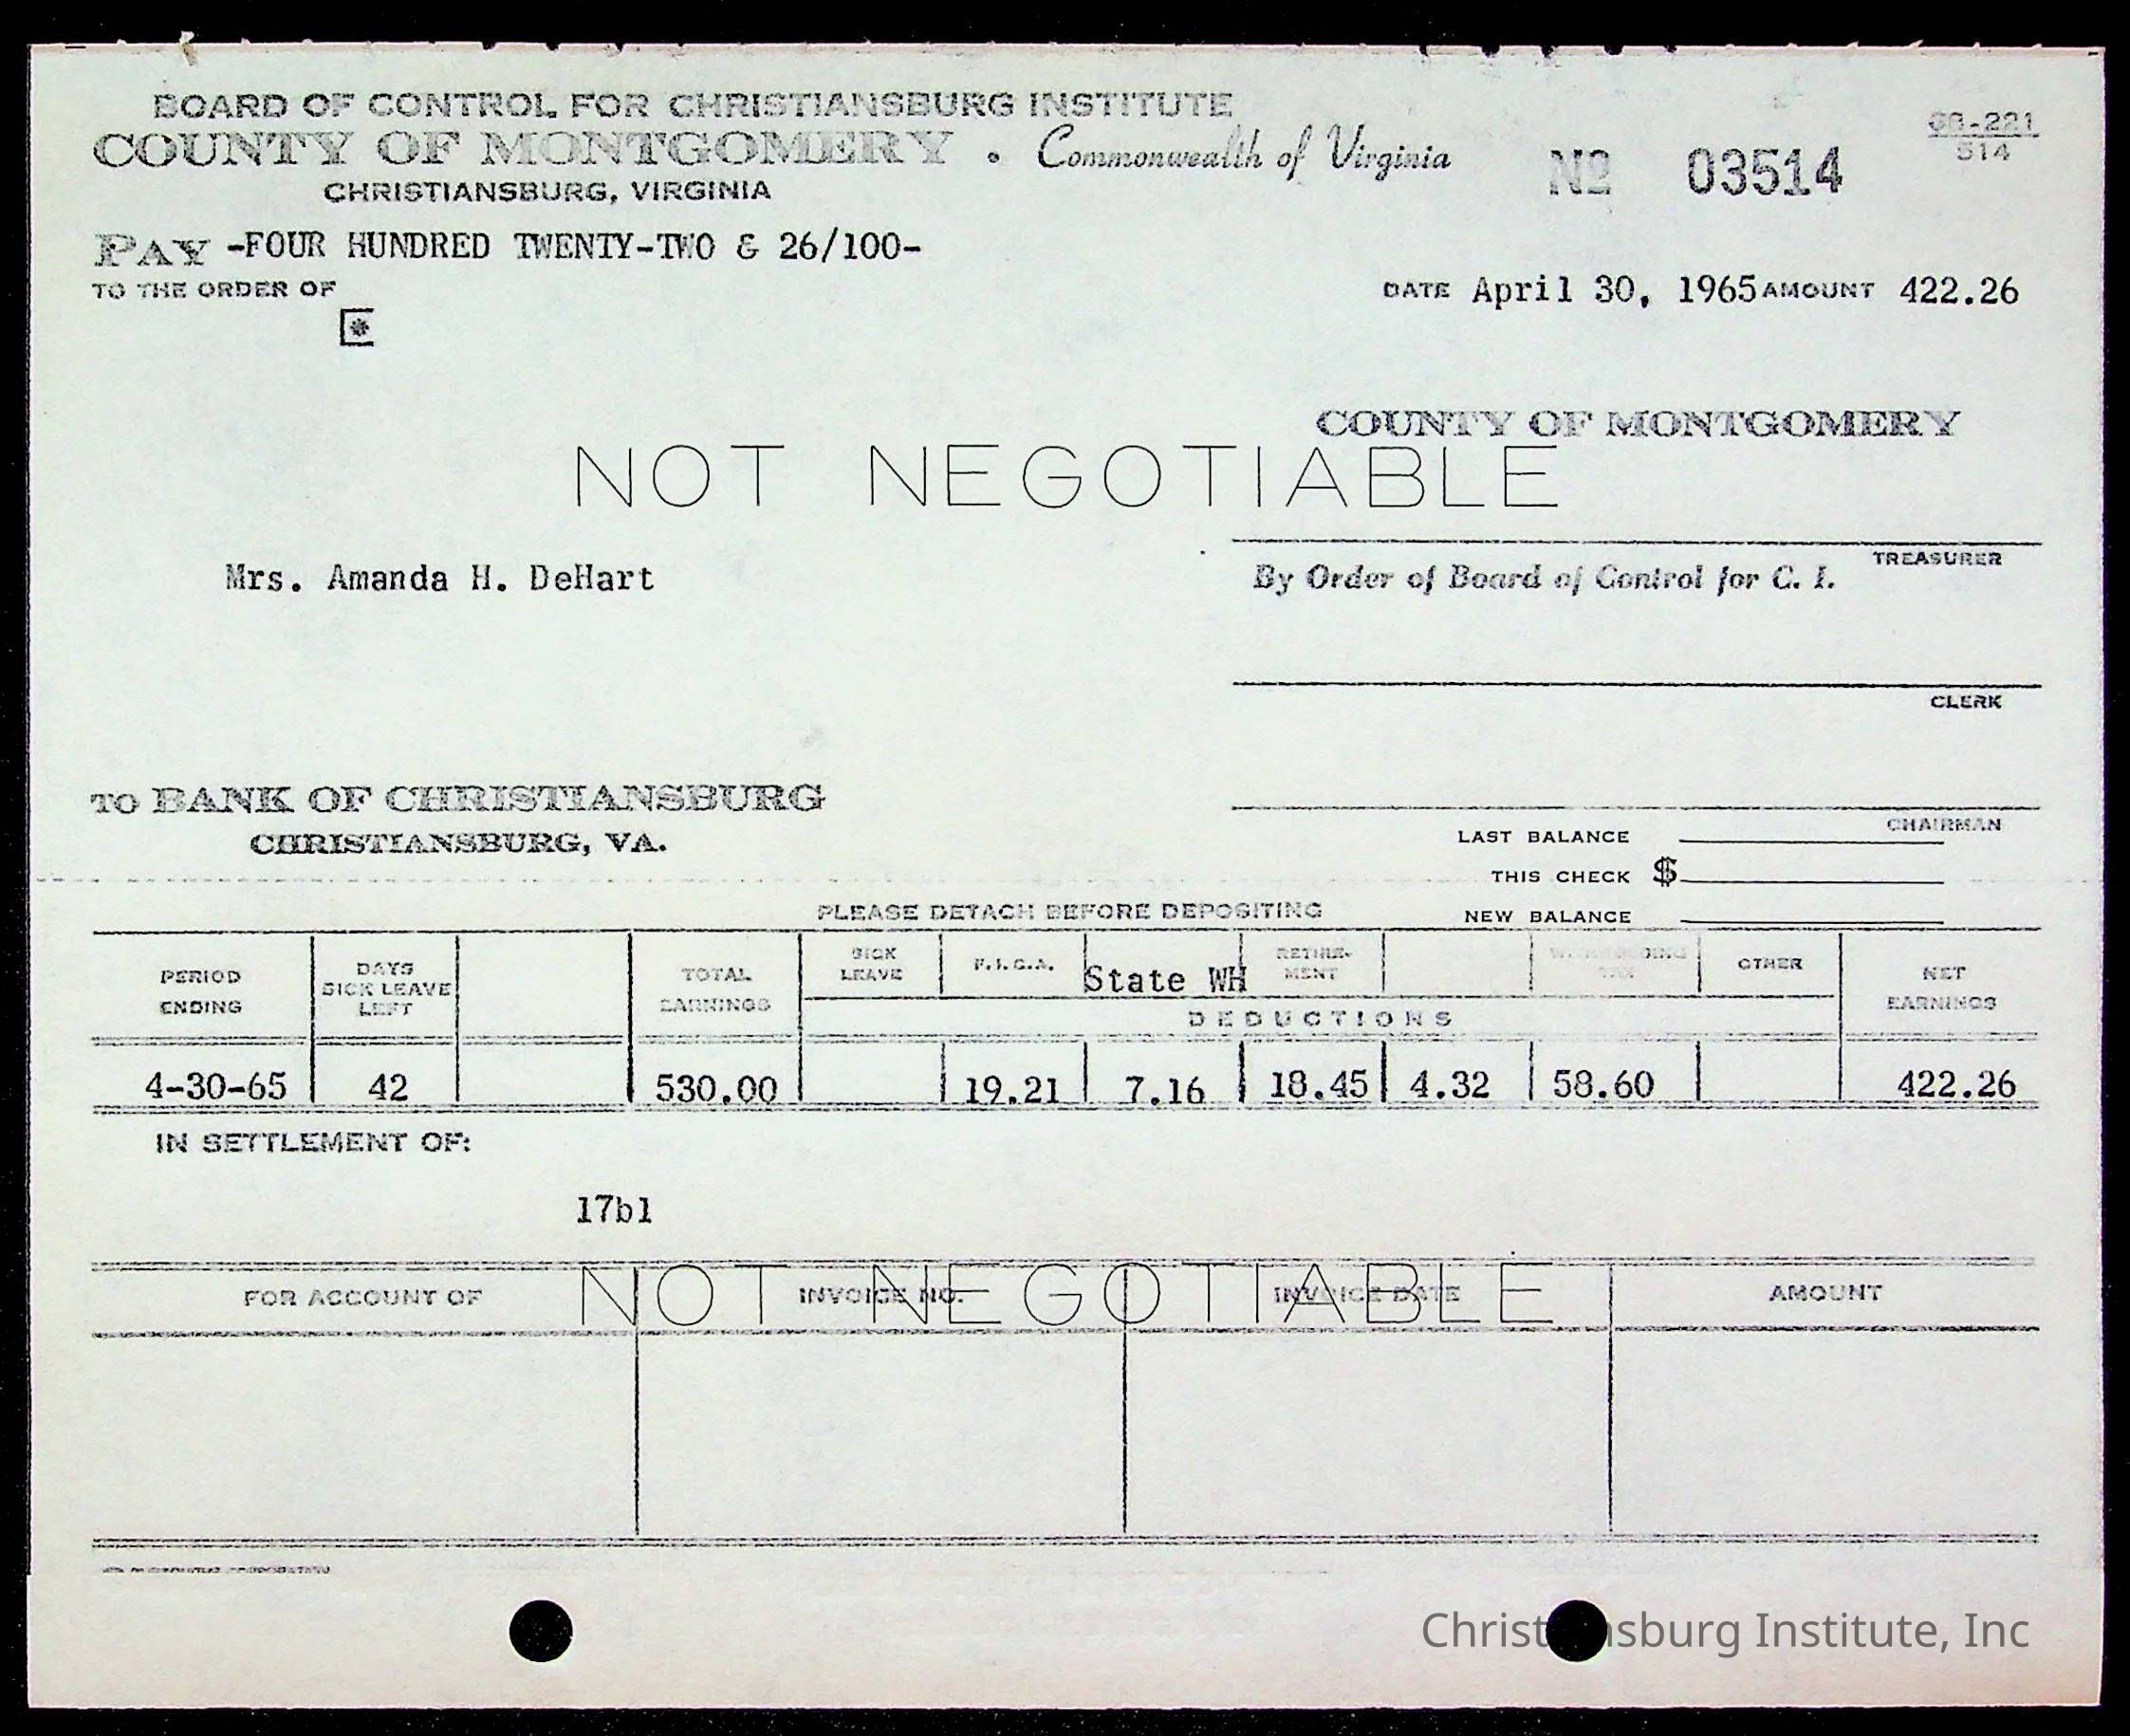 BOARD OF CONTROL FOR CHRISTIANSBURG INSTITUTE
COUNTY OF MONTGOMERY . Commonwealth of Virginia
CHRISTIANSBURG, VIRGINIA
No 03514
68-221
514
PAY -FOUR HUNDRED TWENTY-TWO & 26/100-
TO THE ORDER OF
DATE April 30, 1965 AMOUNT 422.26
*
COUNTY OF MONTGOMERY
NOT NEGOTIABLE
TREASURER
Mrs. Amanda H. DeHart
By Order of Board of Control for C. I.
CLERK
TO BANK OF CHRISTIANSBURG
CHRISTIANSBURG, VA.
CHAIRMAN
LAST BALANCE
THIS CHECK $
NEW BALANCE
PLEASE DETACH BEFORE DEPOSITING
PERIOD ENDING
DAYS SICK LEAVE LEFT
TOTAL EARNINGS
SICK LEAVE
F.I.C.A.
State WH
RETIRE-MENT
WITHHOLDING TAX
OTHER
NET EARNINGS
DEDUCTIONS
4-30-65 42 530.00 19.21 7.16 18.45 4.32 58.60 422.26
IN SETTLEMENT OF:
17b1
NOT NEGOTIABLE
FOR ACCOUNT OF INVOICE NO. INVOICE DATE AMOUNT
Christ nsburg Institute, Inc